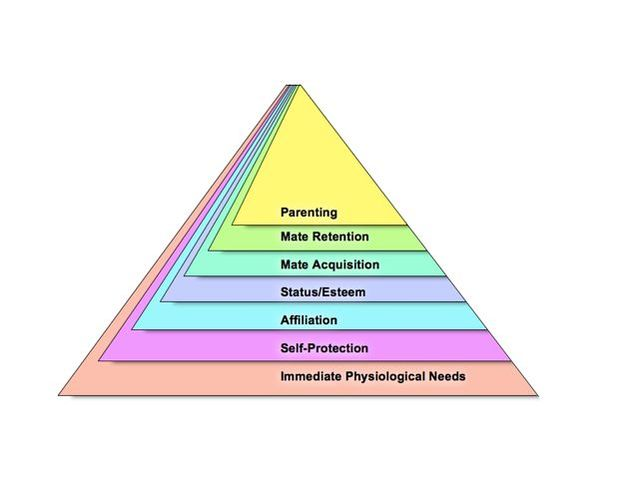 Parenting
Mate Retention
Mate Acquisition
Status/Esteem
Affiliation
Self-Protection
Immediate Physiological Needs